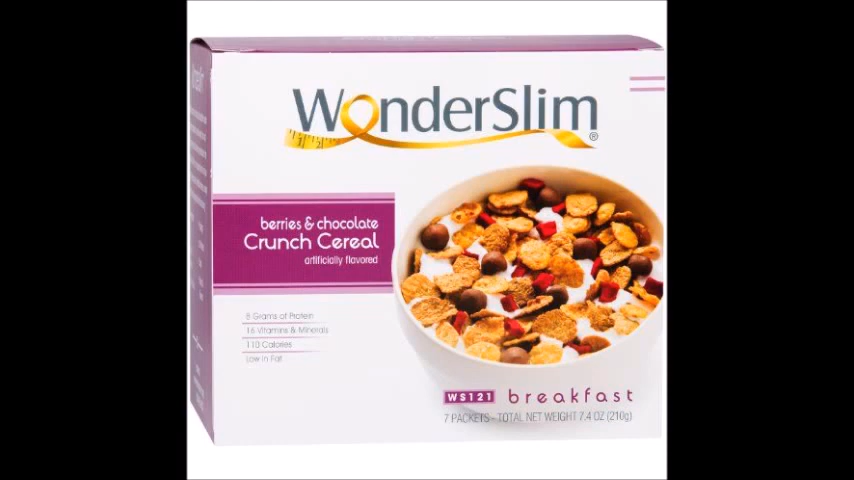 WonderSlim®
berries & chocolate
Crunch Cereal
artificially flavored
8 Grams of Protein
16 Vitamins & Minerals
110 Calories
Low in Fat
WS121 breakfast
7 PACKETS - TOTAL NET WEIGHT 7.4 OZ (210g)